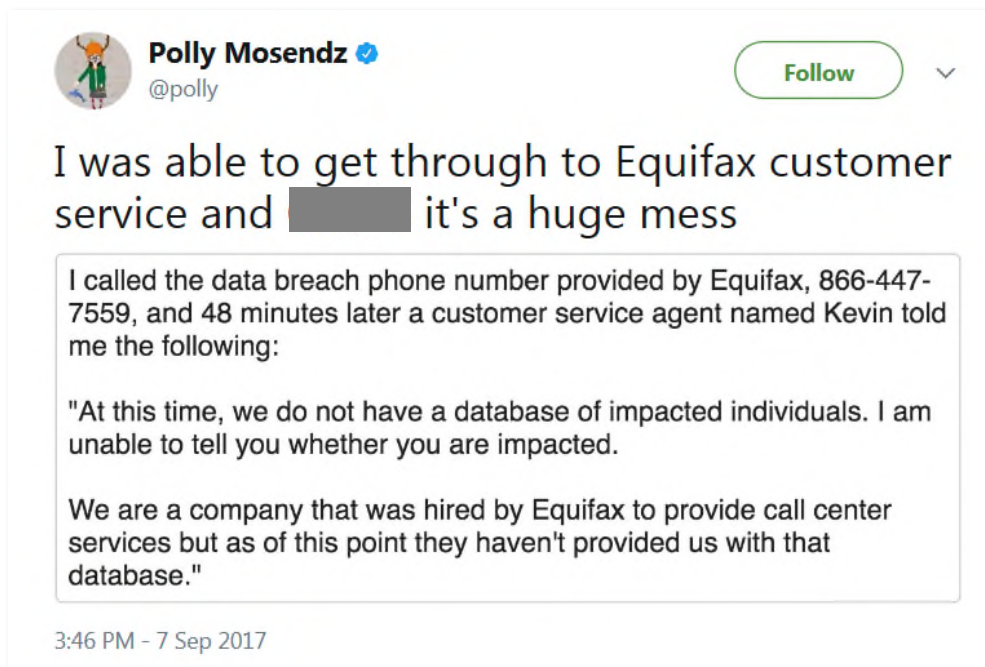 Polly Mosendz
@polly
Follow
I was able to get through to Equifax customer
service and it's a huge mess
I called the data breach phone number provided by Equifax, 866-447-
7559, and 48 minutes later a customer service agent named Kevin told
me the following:
"At this time, we do not have a database of impacted individuals. I am
unable to tell you whether you are impacted.
We are a company that was hired by Equifax to provide call center
services but as of this point they haven't provided us with that
database."
3:46 PM - 7 Sep 2017